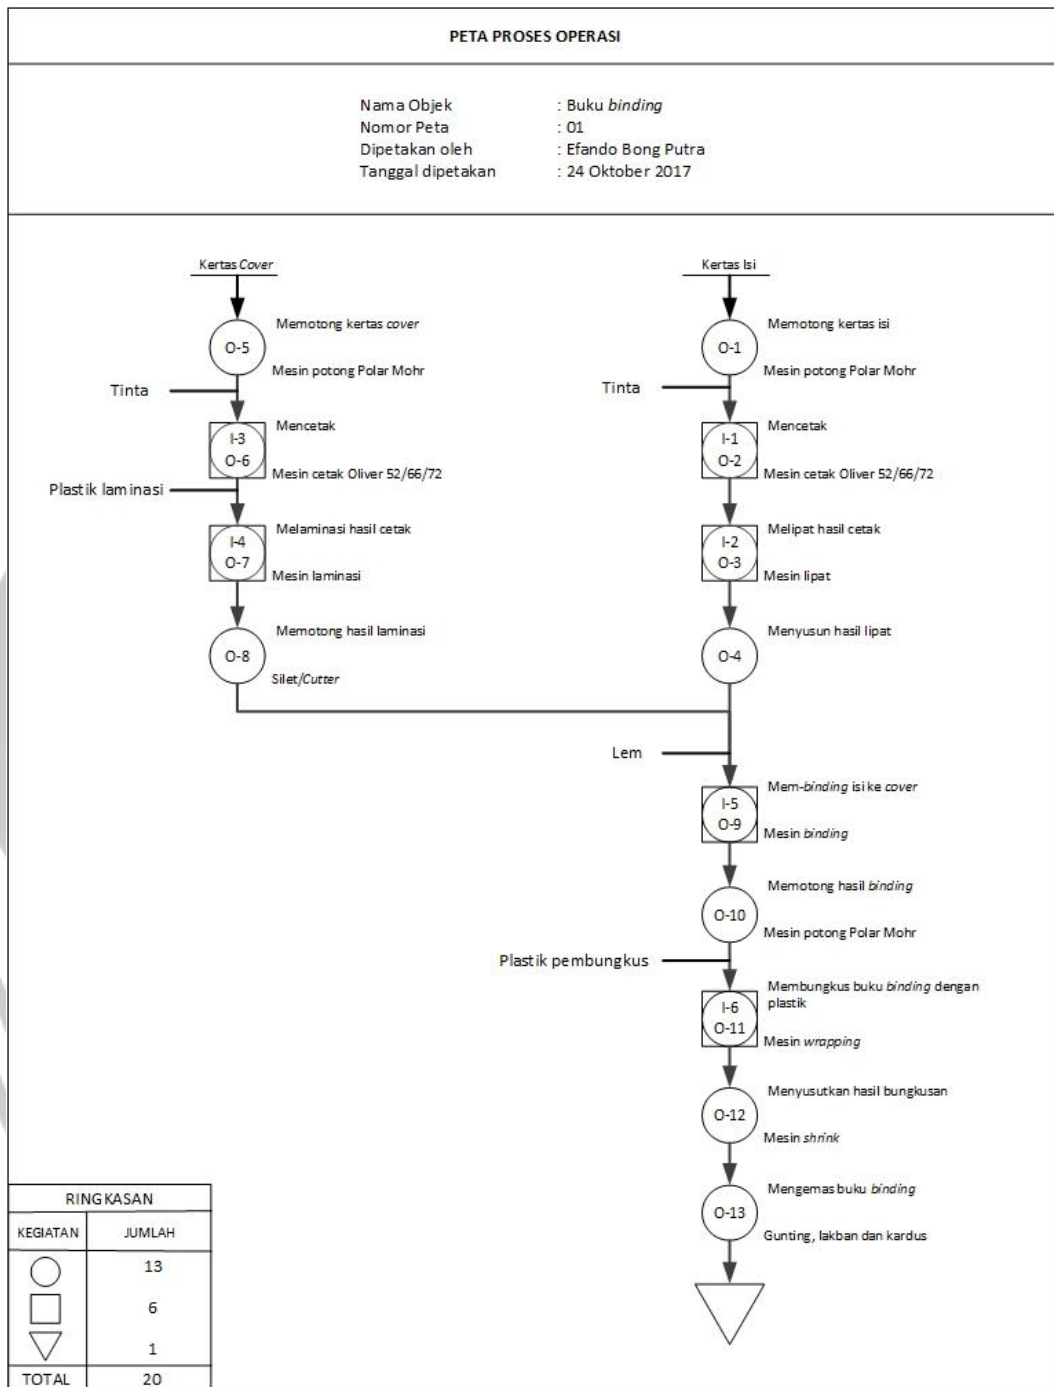 PETA PROSES OPERASI
Nama Objek : Buku binding
Nomor Peta : 01
Dipetakan oleh : Efando Bong Putra
Tanggal dipetakan : 24 Oktober 2017
Kertas Cover
Memotong kertas cover
O-5
Mesin potong Polar Mohr
Tinta
Mencetak
I-3
O-6
Mesin cetak Oliver 52/66/72
Plastik laminasi
Melaminasi hasil cetak
I-4
O-7
Mesin laminasi
Memotong hasil laminasi
O-8
Silet/Cutter
Kertas Isi
Memotong kertas isi
O-1
Mesin potong Polar Mohr
Tinta
Mencetak
I-1
O-2
Mesin cetak Oliver 52/66/72
Melipat hasil cetak
I-2
O-3
Mesin lipat
Menyusun hasil lipat
O-4
Lem
Mem-binding isi ke cover
I-5
O-9
Mesin binding
Memotong hasil binding
O-10
Mesin potong Polar Mohr
Plastik pembungkus
Membungkus buku binding dengan
plastik
I-6
O-11
Mesin wrapping
Menyusutkan hasil bungkusan
O-12
Mesin shrink
Mengemas buku binding
O-13
Gunting, lakban dan kardus
RINGKASAN
KEGIATAN JUMLAH
13
6
1
TOTAL 20